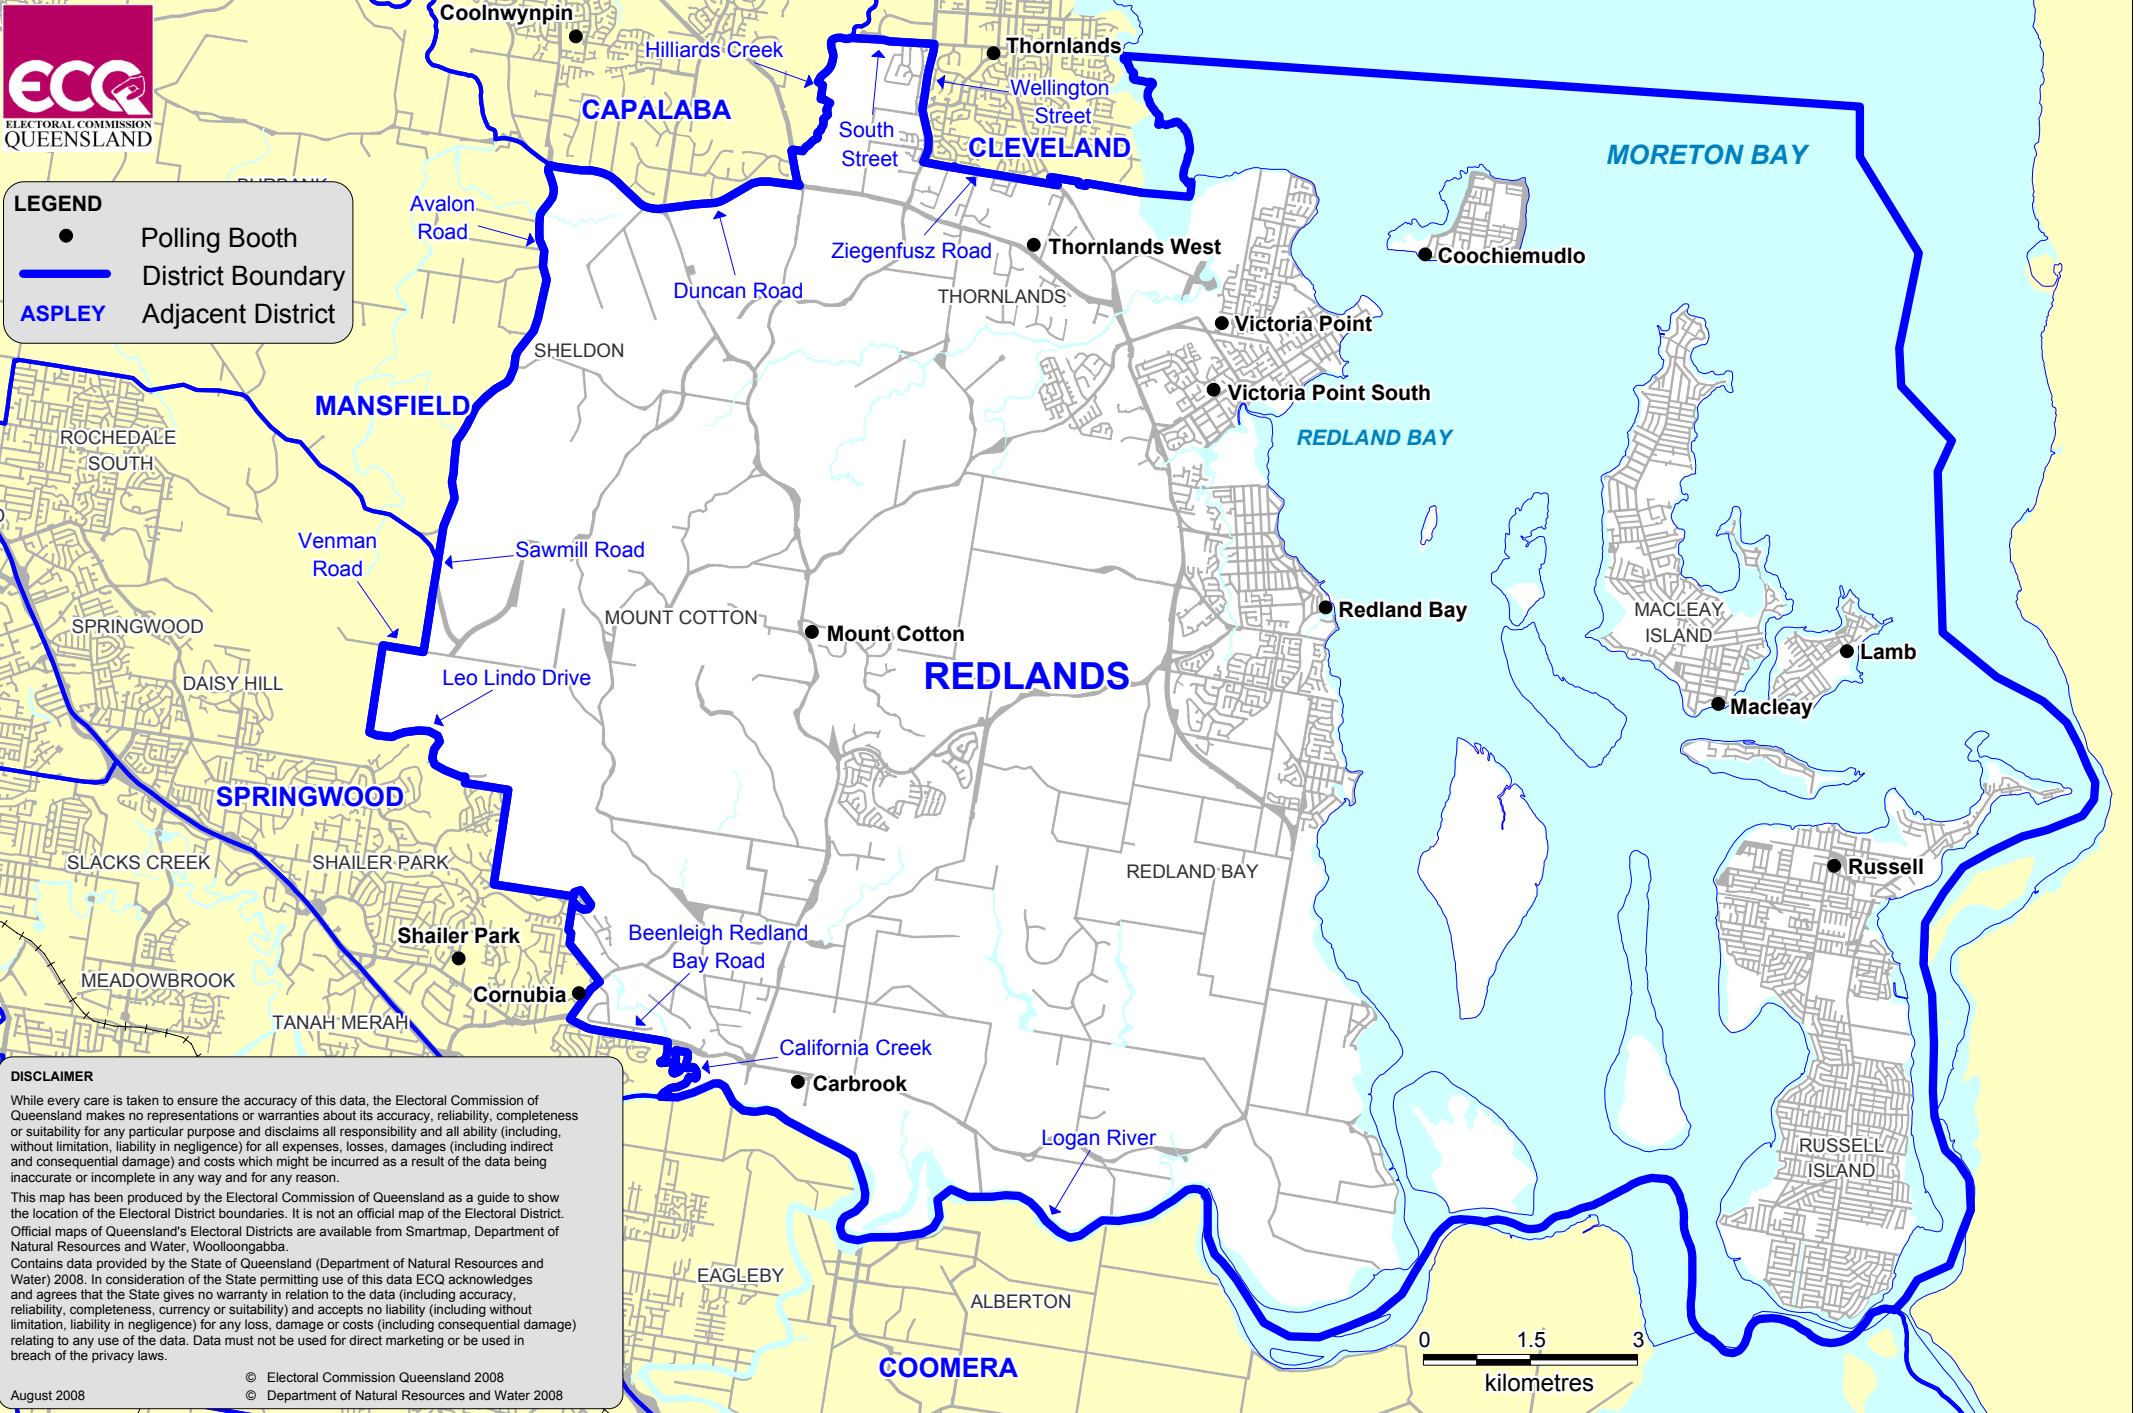 Coolnwynpin
Hilliards Creek
Thornlands
ECQ
ELECTORAL COMMISSION
QUEENSLAND
CAPALABA
Wellington
Street
South
Street
CLEVELAND
MORETON BAY
LEGEND
Polling Booth
District Boundary
ASPLEY Adjacent District
Avalon
Road
Ziegenfusz Road
Thornlands West
Coochiemudlo
Duncan Road
THORNLANDS
Victoria Point
SHELDON
MANSFIELD
Victoria Point South
ROCHEDALE
SOUTH
REDLAND BAY
Venman
Road
Sawmill Road
MOUNT COTTON
Mount Cotton
Redland Bay
MACLEAY
ISLAND
SPRINGWOOD
Lamb
REDLANDS
DAISY HILL
Leo Lindo Drive
Macleay
SPRINGWOOD
SLACKS CREEK
SHAILER PARK
REDLAND BAY
Russell
Shailer Park
Beenleigh Redland
Bay Road
MEADOWBROOK
Cornubia
TANAH MERAH
California Creek
Carbrook
Logan River
RUSSELL
ISLAND
EAGLEBY
ALBERTON
COOMERA
0 1.5 3
kilometres
DISCLAIMER
While every care is taken to ensure the accuracy of this data, the Electoral Commission of
Queensland makes no representations or warranties about its accuracy, reliability, completeness
or suitability for any particular purpose and disclaims all responsibility and all ability (including,
without limitation, liability in negligence) for all expenses, losses, damages (including indirect
and consequential damage) and costs which might be incurred as a result of the data being
inaccurate or incomplete in any way and for any reason.
This map has been produced by the Electoral Commission of Queensland as a guide to show
the location of the Electoral District boundaries. It is not an official map of the Electoral District.
Official maps of Queensland's Electoral Districts are available from Smartmap, Department of
Natural Resources and Water, Woolloongabba.
Contains data provided by the State of Queensland (Department of Natural Resources and
Water) 2008. In consideration of the State permitting use of this data ECQ acknowledges
and agrees that the State gives no warranty in relation to the data (including accuracy,
reliability, completeness, currency or suitability) and accepts no liability (including without
limitation, liability in negligence) for any loss, damage or costs (including consequential damage)
relating to any use of the data. Data must not be used for direct marketing or be used in
breach of the privacy laws.
© Electoral Commission Queensland 2008
August 2008 © Department of Natural Resources and Water 2008